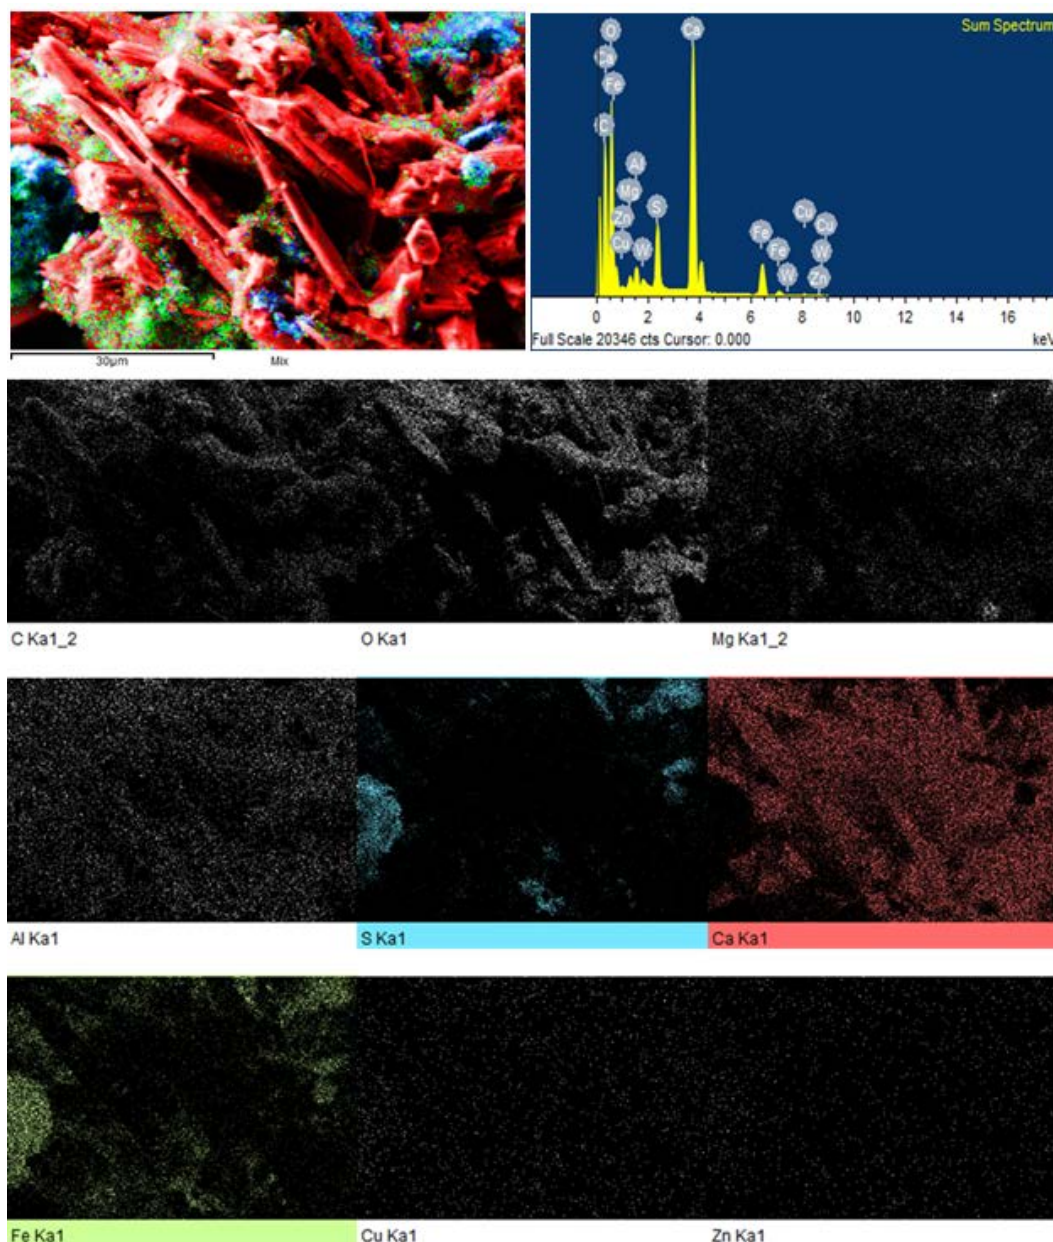 Sum Spectrum
O
Ca
Ca
Fe
C
Al
Mg
S
Zn
Cu
W
Fe
Fe
W
Cu
Cu
W
Zn
0 2 4 6 8 10 12 14 16
Full Scale 20346 cts Cursor: 0.000 keV
30µm Mix
C Ka1_2 O Ka1 Mg Ka1_2
Al Ka1 S Ka1 Ca Ka1
Fe Ka1 Cu Ka1 Zn Ka1